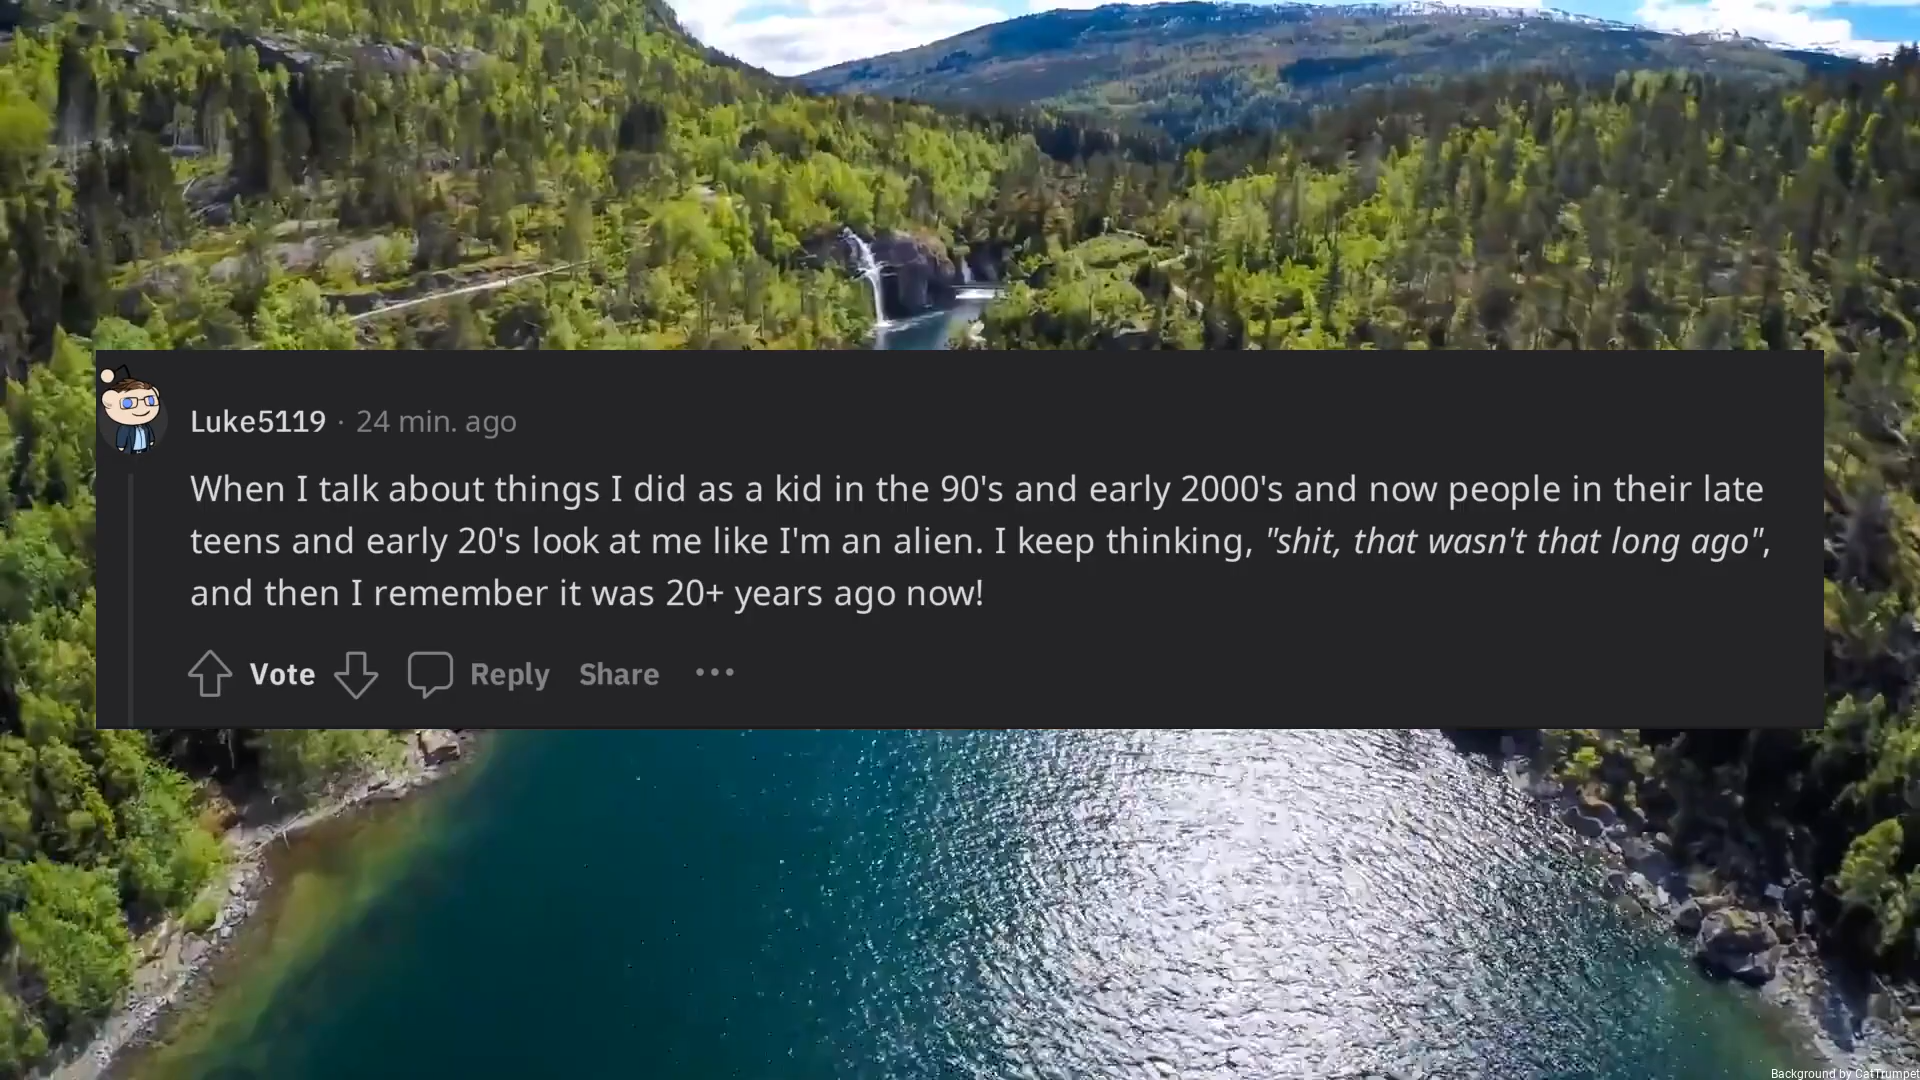 Luke5119 · 24 min. ago
When I talk about things I did as a kid in the 90's and early 2000's and now people in their late
teens and early 20's look at me like I'm an alien. I keep thinking, "shit, that wasn't that long ago",
and then I remember it was 20+ years ago now!
Vote Reply Share ···
Background by CatTrumpet